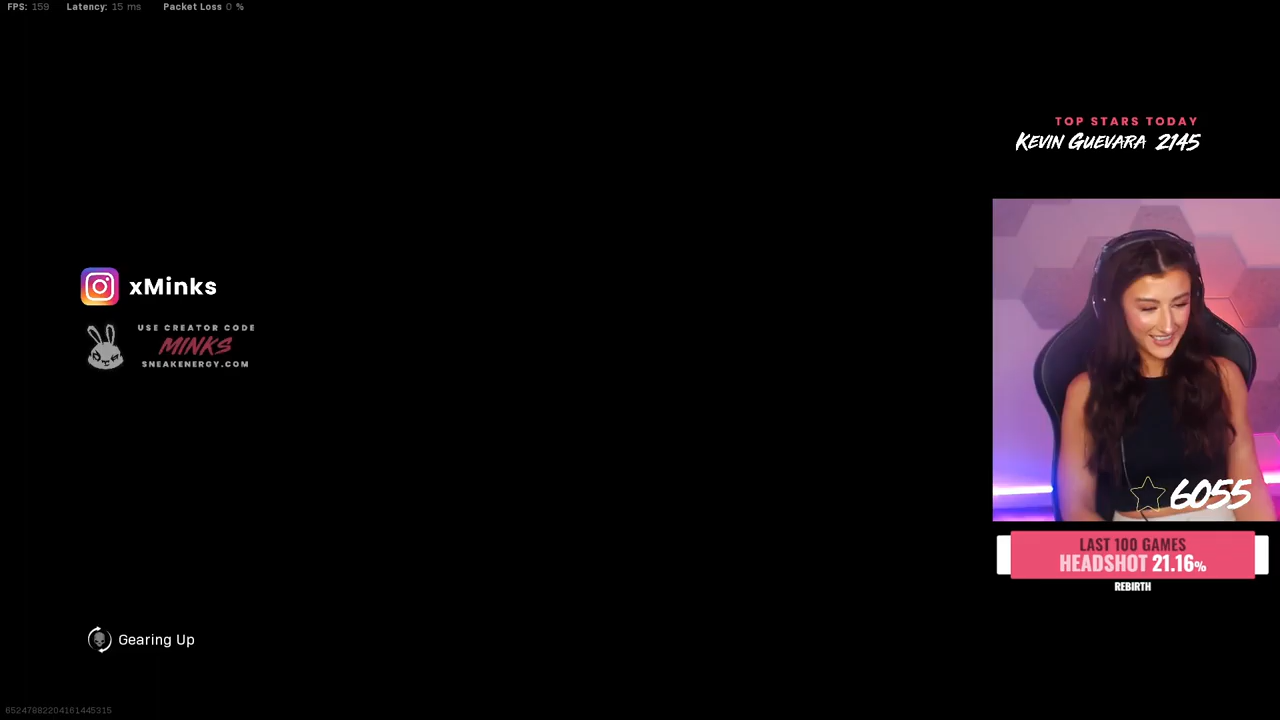 FPS: 159 Latency: 15 ms Packet Loss 0 %
TOP STARS TODAY
KEVIN GUEVARA 2145
xMinks
USE CREATOR CODE
MINKS
SNEAKENERGY.COM
6055
LAST 100 GAMES
HEADSHOT 21.16%
REBIRTH
Gearing Up
65247882204161445315